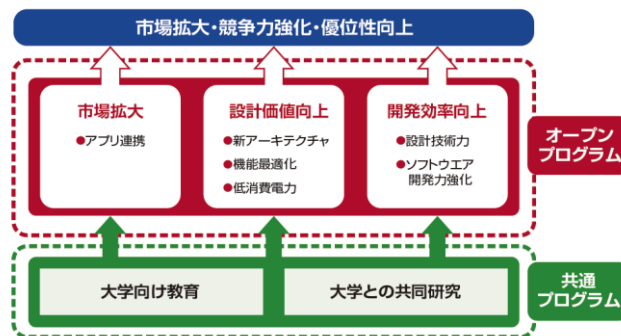 市場拡大・競争力強化・優位性向上
市場拡大
●アプリ連携
設計価値向上
●新アーキテクチャ
●機能最適化
●低消費電力
開発効率向上
●設計技術力
●ソフトウエア
開発力強化
オープン
プログラム
大学向け教育
大学との共同研究
共通
プログラム